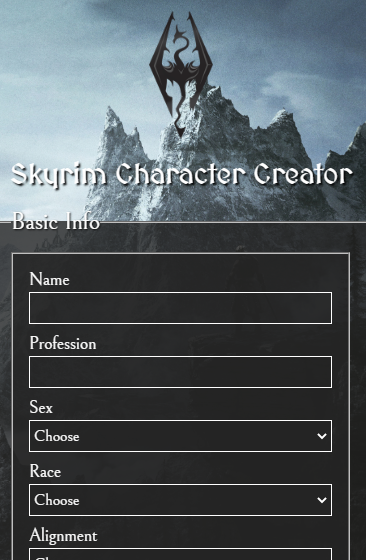 Skyrim Character Creator
Basic Info
Name
Profession
Sex
Choose
Race
Choose
Alignment